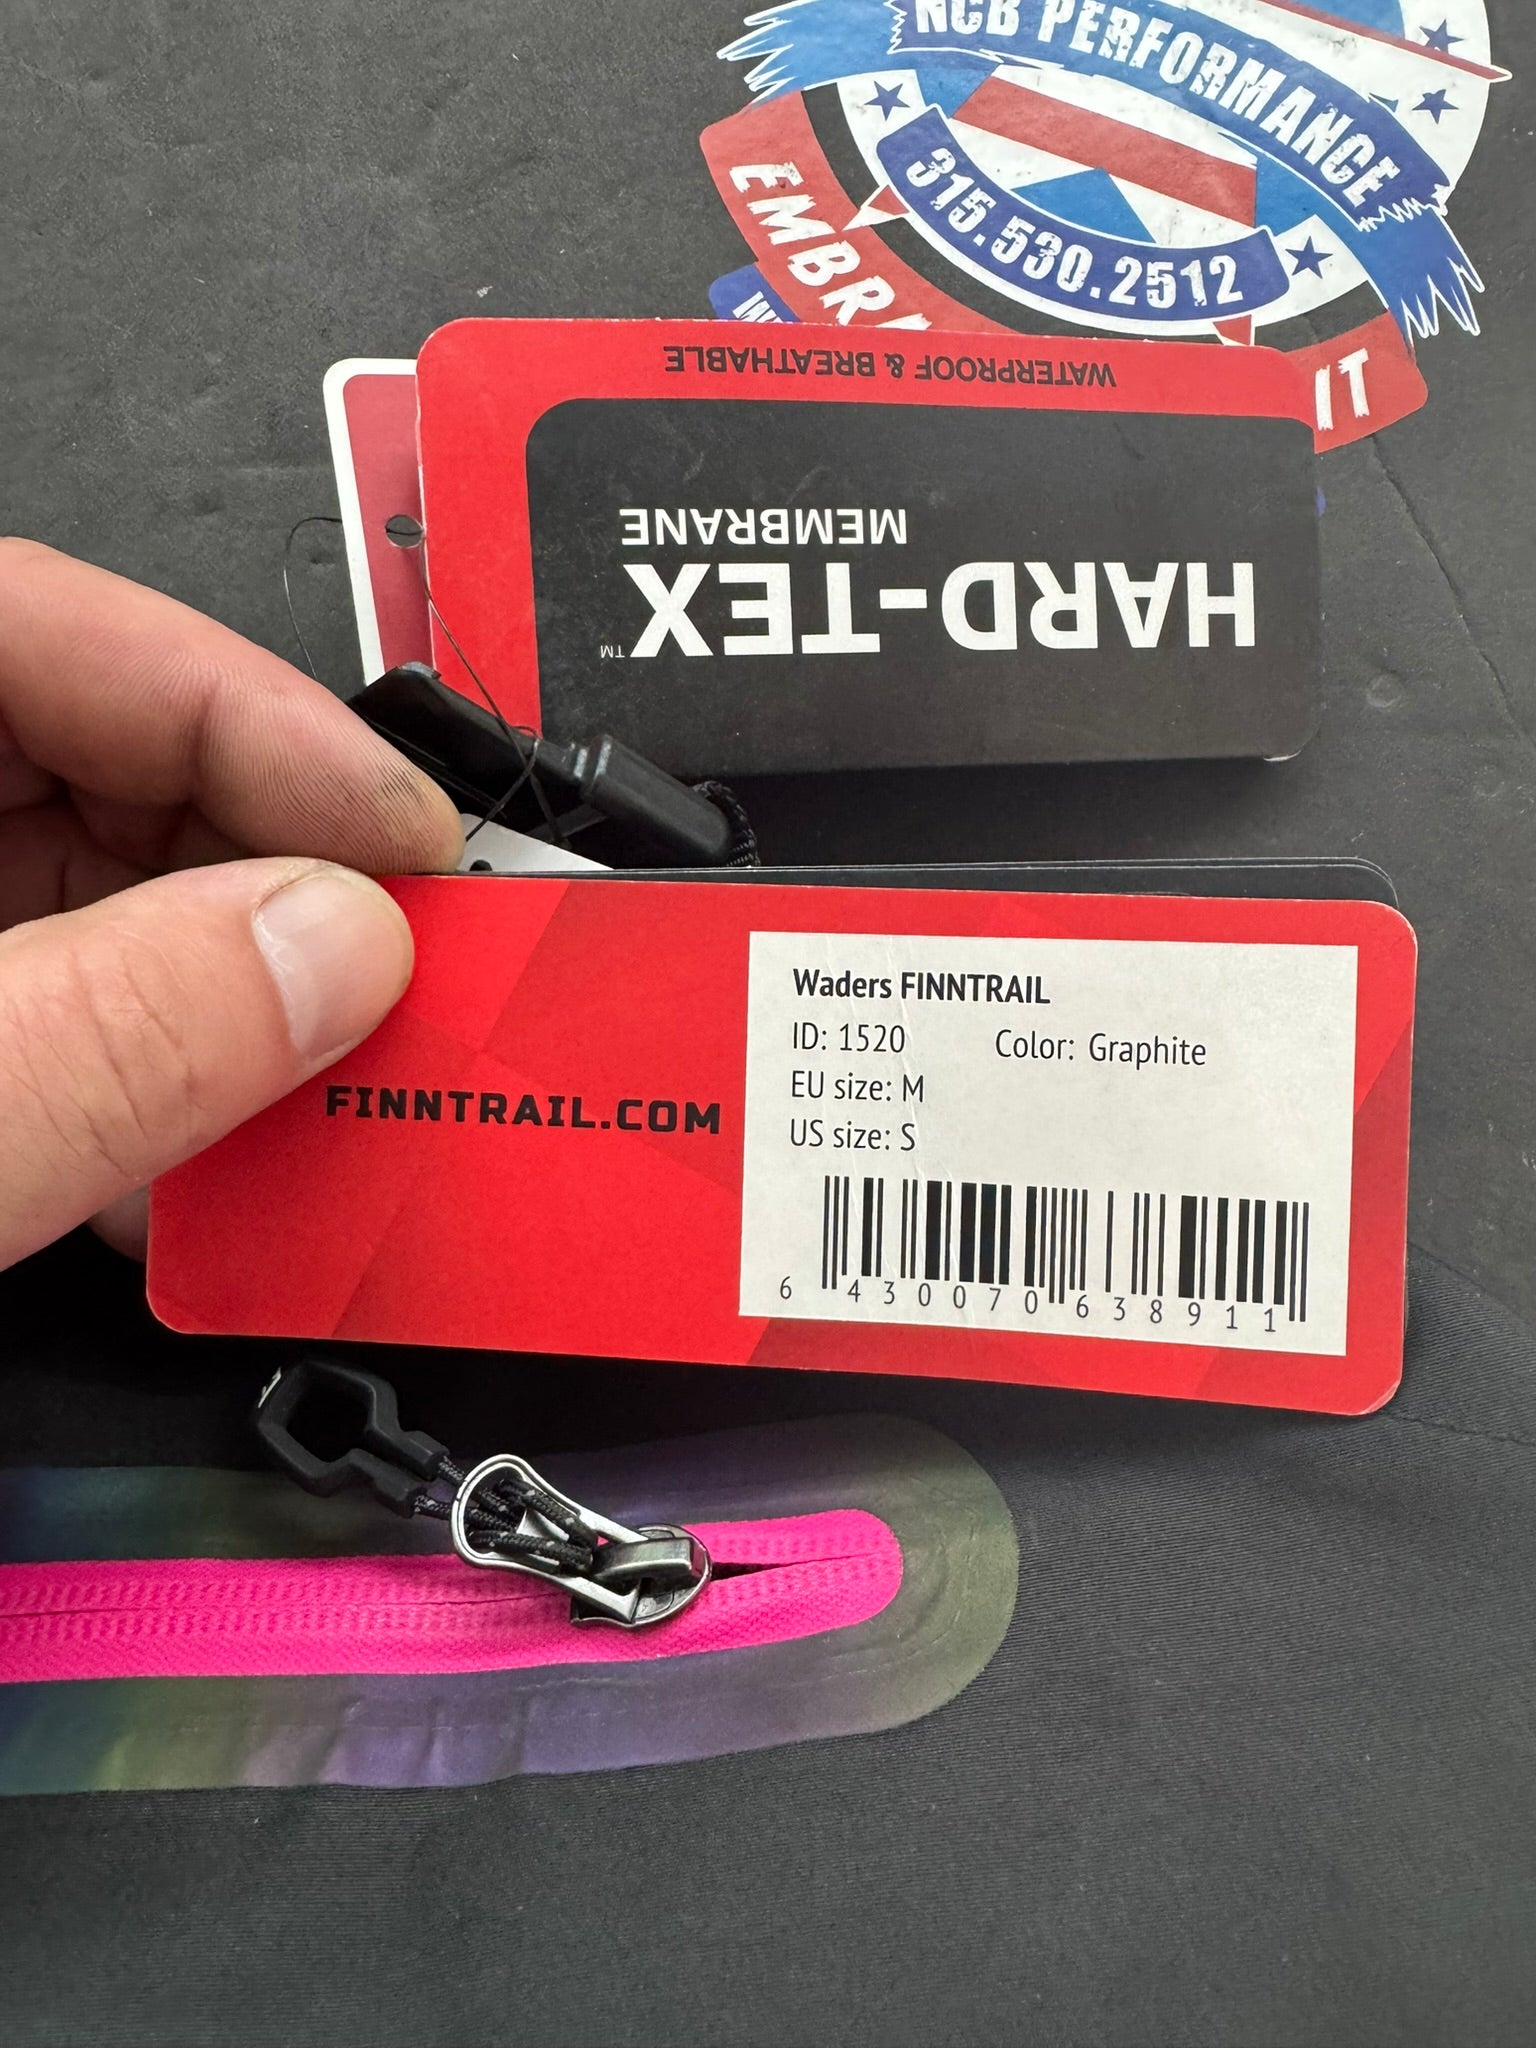 NCB PERFORMANCE
315.530.2512
EMBR
IT
WATERPROOF & BREATHABLE
HARD-TEX™
MEMBRANE
FINNTRAIL.COM
Waders FINNTRAIL
ID: 1520 Color: Graphite
EU size: M
US size: S
6 430070 638911